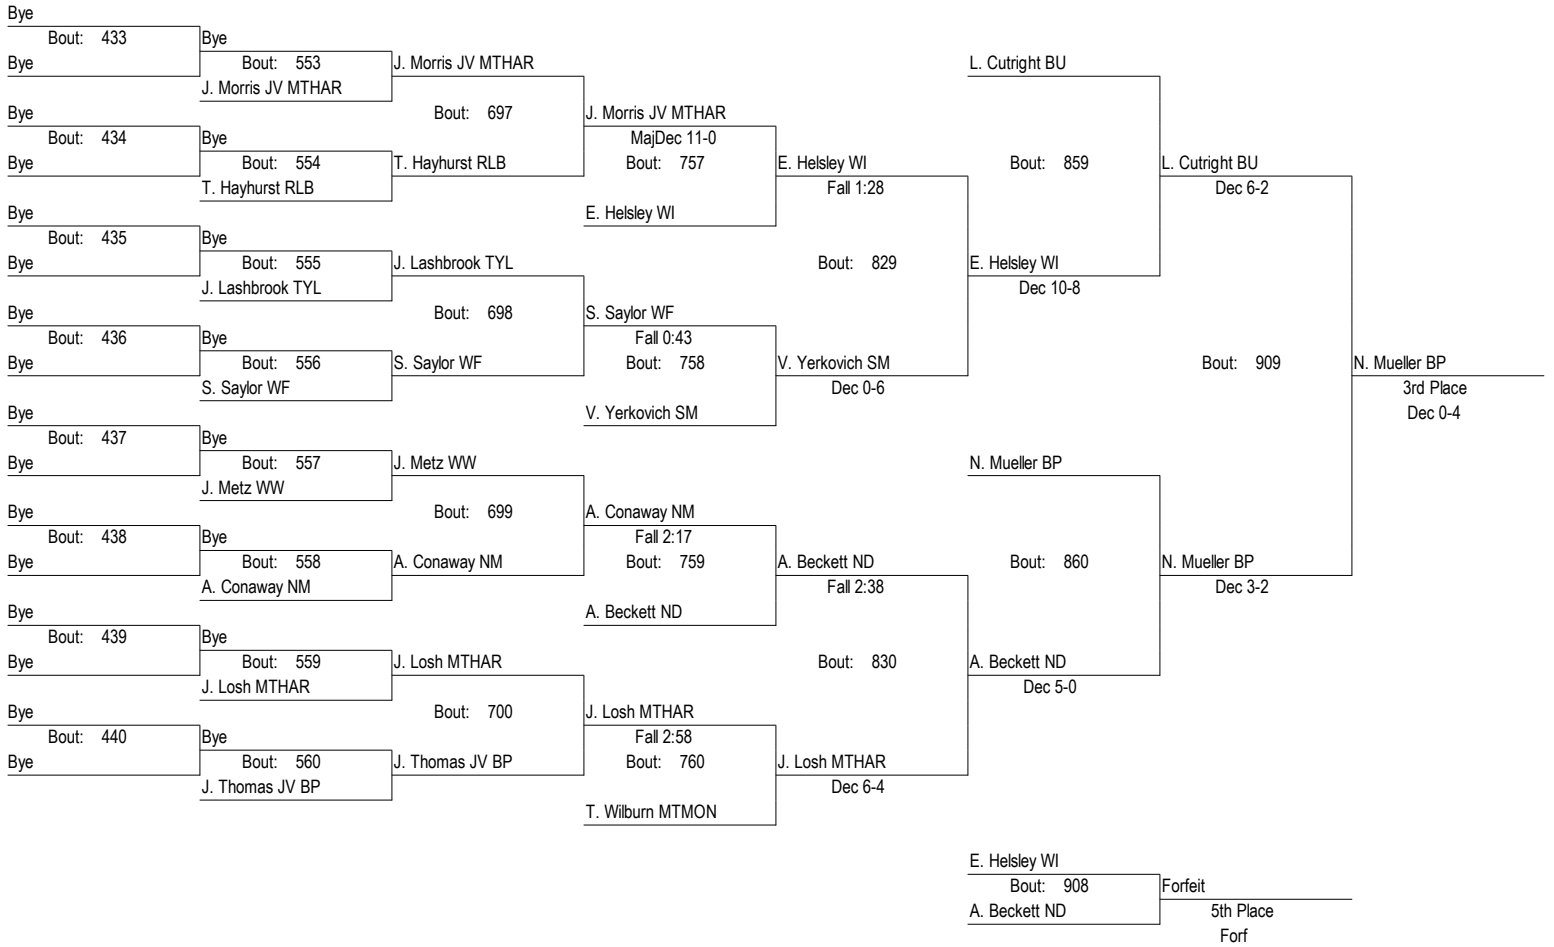 Bye
Bout: 433
Bye
Bye
Bout: 553
J. Morris JV MTHAR
Bye
Bout: 434
Bye
Bye
Bout: 554
T. Hayhurst RLB
Bye
Bout: 435
Bye
Bye
Bout: 555
J. Lashbrook TYL
Bye
Bout: 436
Bye
Bye
Bout: 556
S. Saylor WF
Bye
Bout: 437
Bye
Bye
Bout: 557
J. Metz WW
Bye
Bout: 438
Bye
Bye
Bout: 558
A. Conaway NM
Bye
Bout: 439
Bye
Bye
Bout: 559
J. Losh MTHAR
Bye
Bout: 440
Bye
Bye
Bout: 560
J. Thomas JV BP
J. Morris JV MTHAR
Bout: 697
T. Hayhurst RLB
J. Lashbrook TYL
Bout: 698
S. Saylor WF
J. Metz WW
Bout: 699
A. Conaway NM
J. Losh MTHAR
Bout: 700
J. Thomas JV BP
J. Morris JV MTHAR
MajDec 11-0
Bout: 757
E. Helsley WI
S. Saylor WF
Fall 0:43
Bout: 758
V. Yerkovich SM
A. Conaway NM
Fall 2:17
Bout: 759
A. Beckett ND
J. Losh MTHAR
Fall 2:58
Bout: 760
T. Wilburn MTMON
E. Helsley WI
Fall 1:28
Bout: 829
V. Yerkovich SM
Dec 0-6
A. Beckett ND
Fall 2:38
Bout: 830
J. Losh MTHAR
Dec 6-4
L. Cutright BU
Bout: 859
E. Helsley WI
Dec 10-8
N. Mueller BP
Bout: 860
A. Beckett ND
Dec 5-0
L. Cutright BU
Dec 6-2
Bout: 909
N. Mueller BP
Dec 3-2
N. Mueller BP
3rd Place
Dec 0-4
E. Helsley WI
Bout: 908
A. Beckett ND
Forfeit
5th Place
Forf